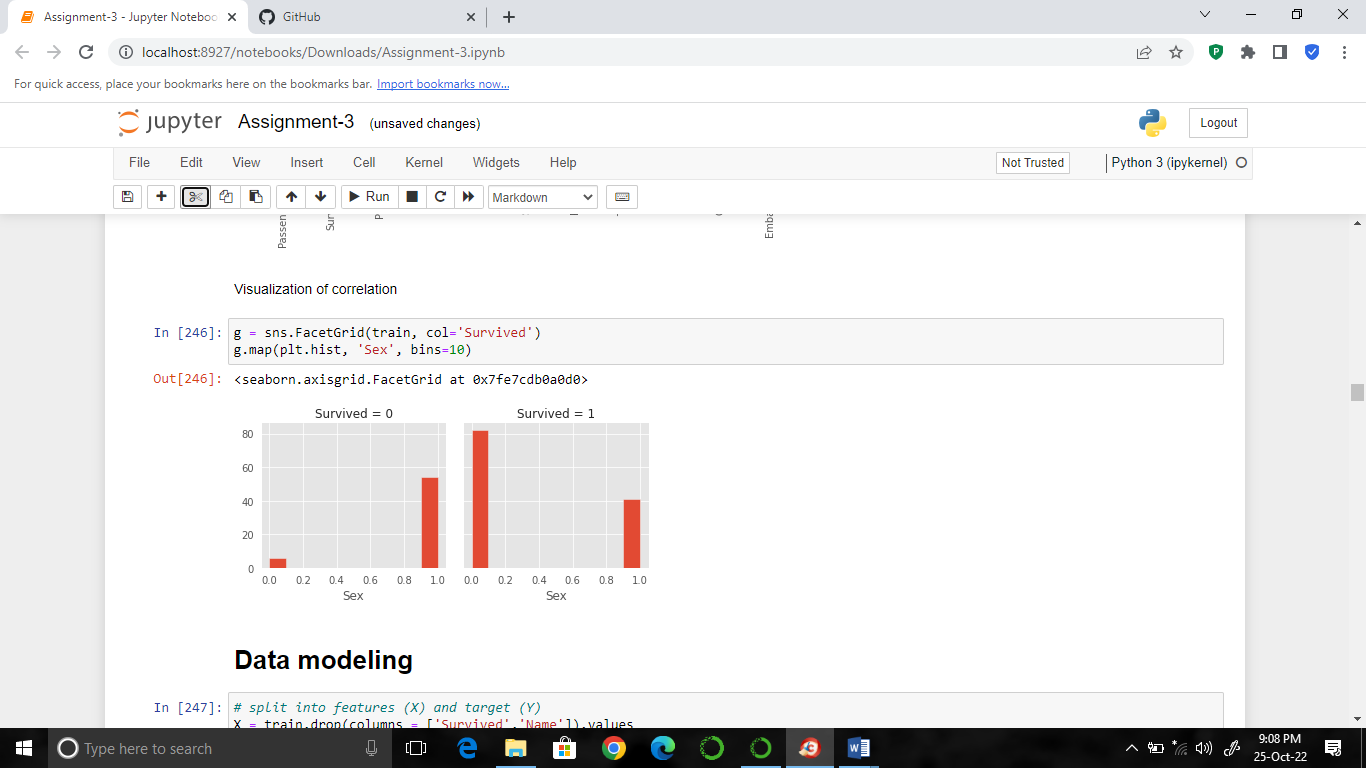 Assignment-3 - Jupyter Noteboo
GitHub
localhost:8927/notebooks/Downloads/Assignment-3.ipynb
For quick access, place your bookmarks here on the bookmarks bar. Import bookmarks now...
jupyter Assignment-3 (unsaved changes)
Logout
File Edit View Insert Cell Kernel Widgets Help
Not Trusted
Python 3 (ipykernel)
Run
Markdown
Passen
Sur
Emba
Visualization of correlation
In [246]:
g = sns.FacetGrid(train, col='Survived')
g.map(plt.hist, 'Sex', bins=10)
Out[246]: <seaborn.axisgrid.FacetGrid at 0x7fe7cdb0a0d0>
Survived = 0 Survived = 1
80
60
40
20
0
0.0 0.2 0.4 0.6 0.8 1.0 0.0 0.2 0.4 0.6 0.8 1.0
Sex Sex
Data modeling
In [247]: # split into features (X) and target (Y)
X = train.drop(columns = ['Survived','Name']).values
Type here to search
9:08 PM
25-Oct-22